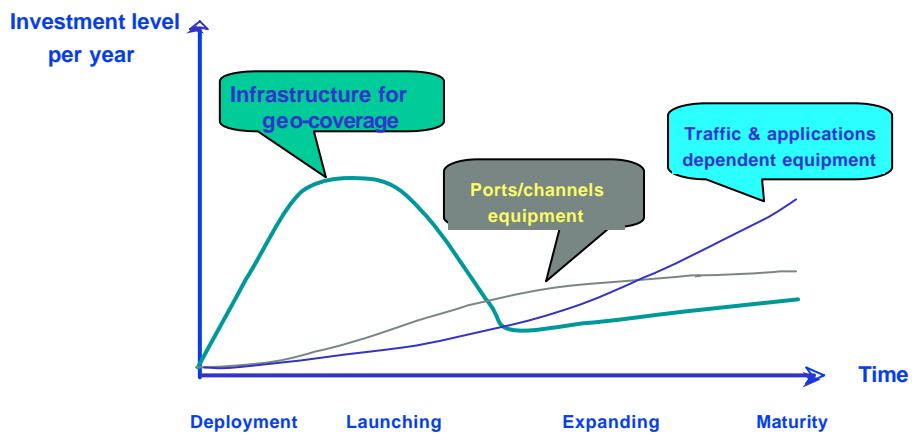 Investment level
per year
Infrastructure for
geo-coverage
Traffic & applications
dependent equipment
Ports/channels
equipment
Time
Deployment Launching Expanding Maturity